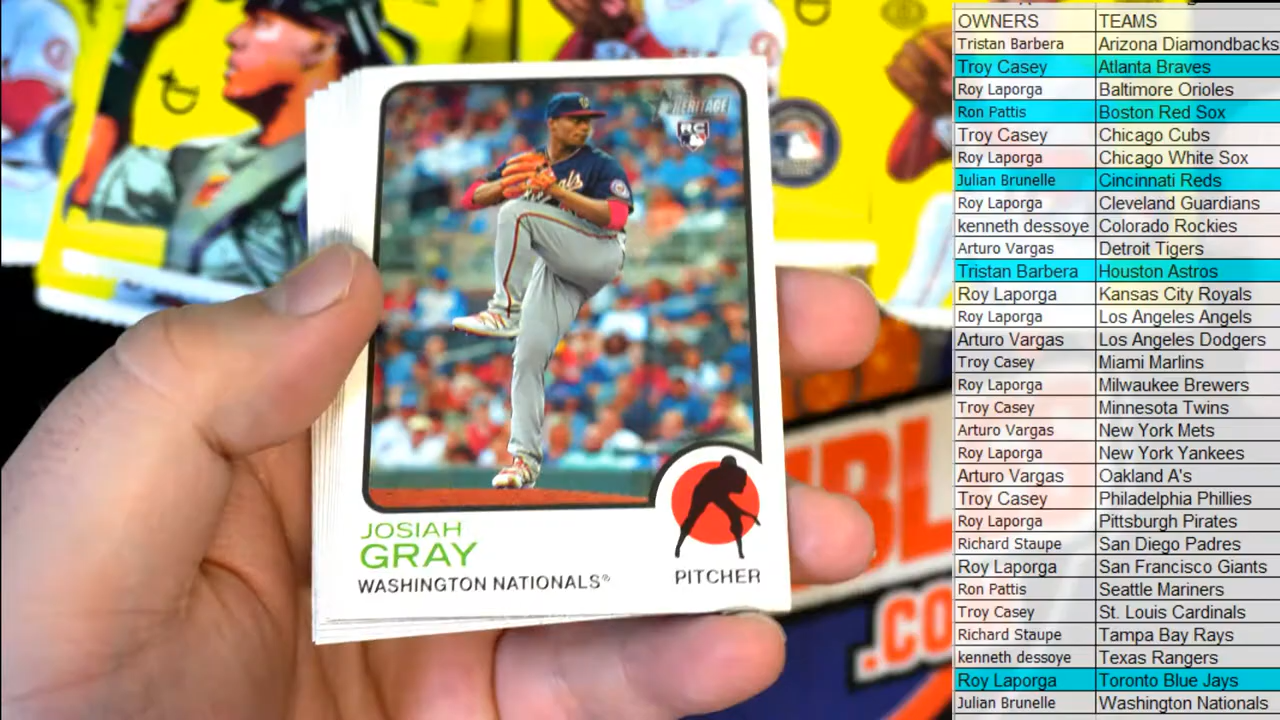 HERITAGE
RC
JOSIAH
GRAY
WASHINGTON NATIONALS®
PITCHER
.CO
OWNERS TEAMS
Tristan Barbera Arizona Diamondbacks
Troy Casey Atlanta Braves
Roy Laporga Baltimore Orioles
Ron Pattis Boston Red Sox
Troy Casey Chicago Cubs
Roy Laporga Chicago White Sox
Julian Brunelle Cincinnati Reds
Roy Laporga Cleveland Guardians
kenneth dessoye Colorado Rockies
Arturo Vargas Detroit Tigers
Tristan Barbera Houston Astros
Roy Laporga Kansas City Royals
Roy Laporga Los Angeles Angels
Arturo Vargas Los Angeles Dodgers
Troy Casey Miami Marlins
Roy Laporga Milwaukee Brewers
Troy Casey Minnesota Twins
Arturo Vargas New York Mets
Roy Laporga New York Yankees
Arturo Vargas Oakland A's
Troy Casey Philadelphia Phillies
Roy Laporga Pittsburgh Pirates
Richard Staupe San Diego Padres
Roy Laporga San Francisco Giants
Ron Pattis Seattle Mariners
Troy Casey St. Louis Cardinals
Richard Staupe Tampa Bay Rays
kenneth dessoye Texas Rangers
Roy Laporga Toronto Blue Jays
Julian Brunelle Washington Nationals